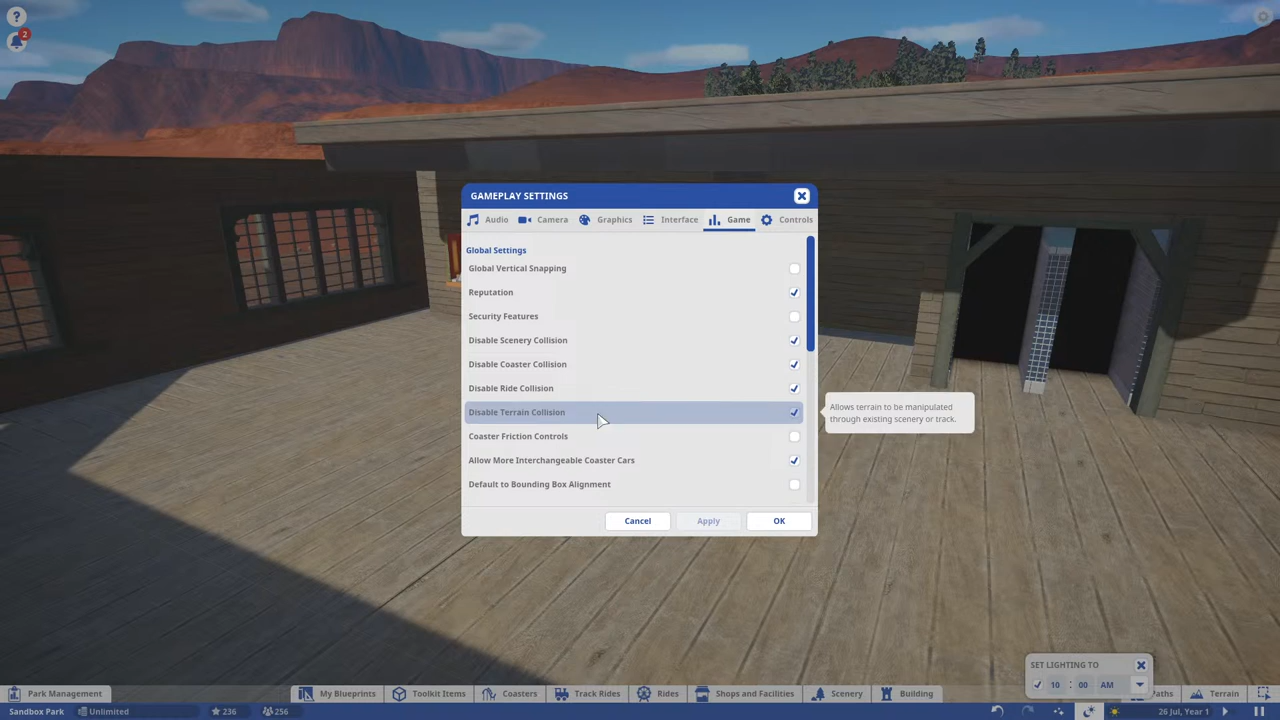 ?
2
GAMEPLAY SETTINGS
Audio Camera Graphics Interface Game Controls
Global Settings
Global Vertical Snapping
Reputation
Security Features
Disable Scenery Collision
Disable Coaster Collision
Disable Ride Collision
Disable Terrain Collision
Allows terrain to be manipulated
through existing scenery or track.
Coaster Friction Controls
Allow More Interchangeable Coaster Cars
Default to Bounding Box Alignment
Cancel Apply OK
SET LIGHTING TO
10 : 00 AM
Park Management My Blueprints Toolkit Items Coasters Track Rides Rides Shops and Facilities Scenery Building Paths Terrain
Sandbox Park Unlimited 236 256 26 Jul, Year 1